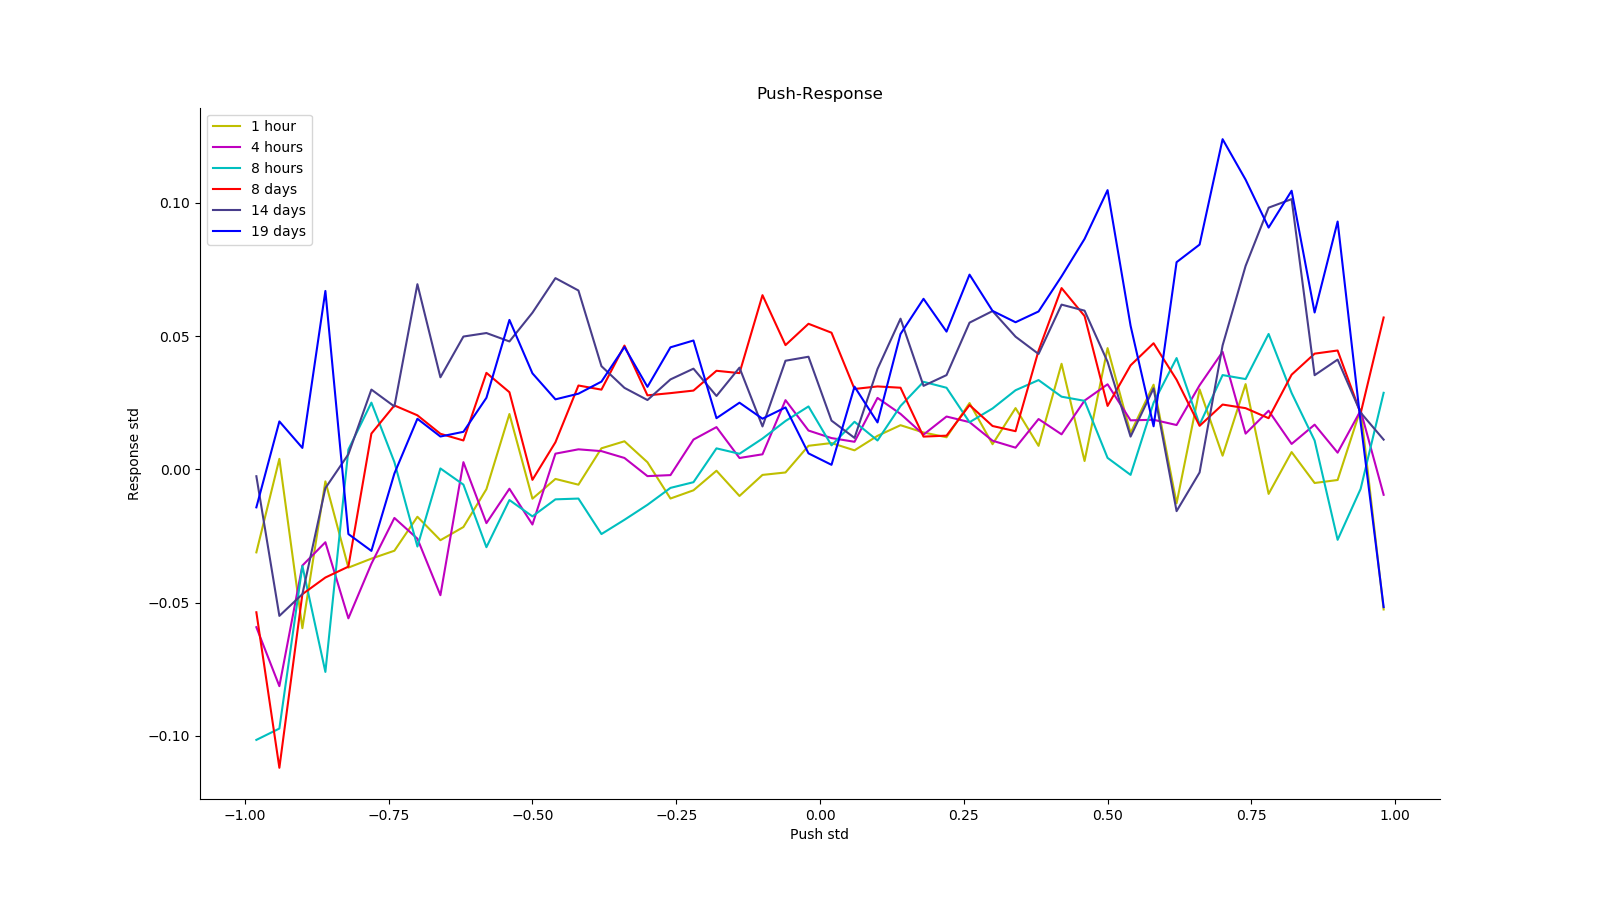 Push-Response
1 hour
4 hours
8 hours
8 days
14 days
19 days
0.10
0.05
0.00
−0.05
−0.10
Response std
−1.00 −0.75 −0.50 −0.25 0.00 0.25 0.50 0.75 1.00
Push std